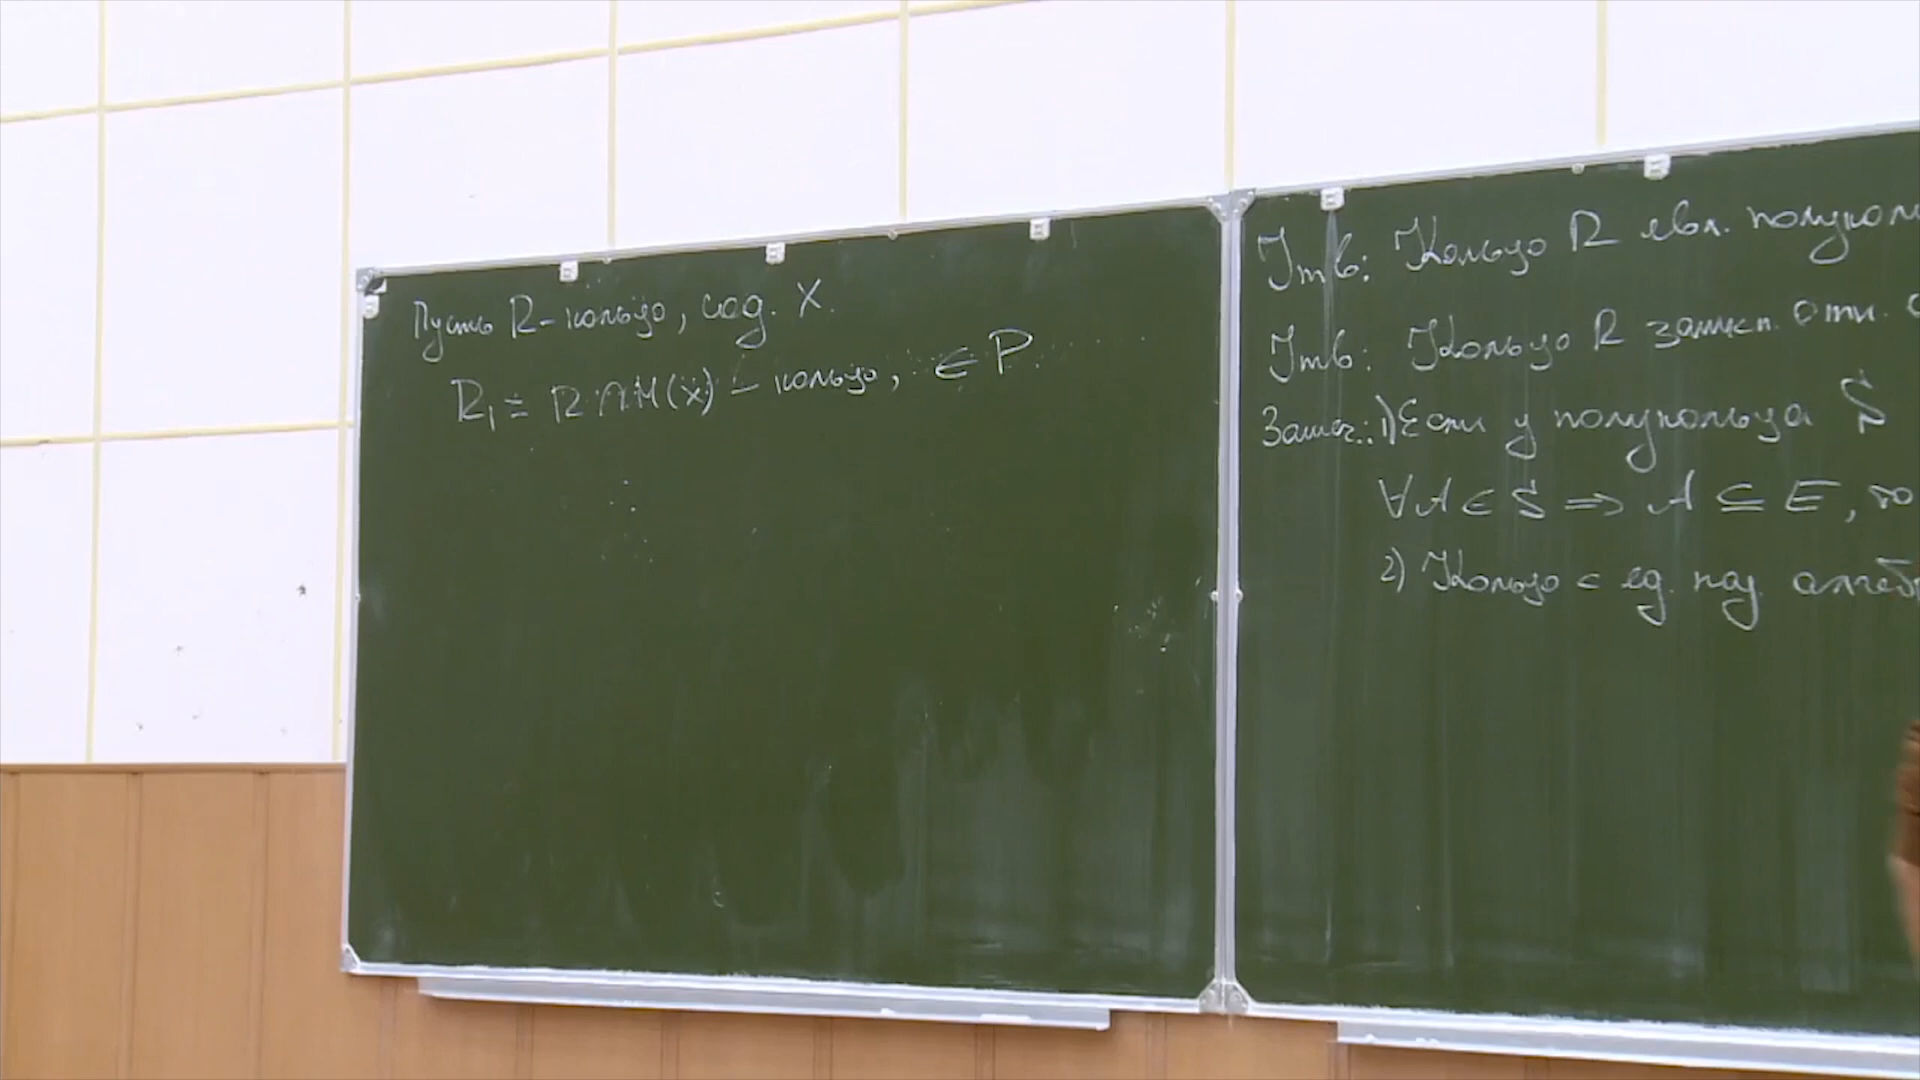 Пусть R - кольцо, сод. X.
R₁ = R ∩ M(X) - кольцо, ∈ P.
Утв: Кольцо R явл. полукол
Утв: Кольцо R замкн. отн.
Замеч.: 1) Если у полукольца S
∀A ∈ S ⇒ A ⊆ E, то
2) Кольцо с ед. наз. алгеб